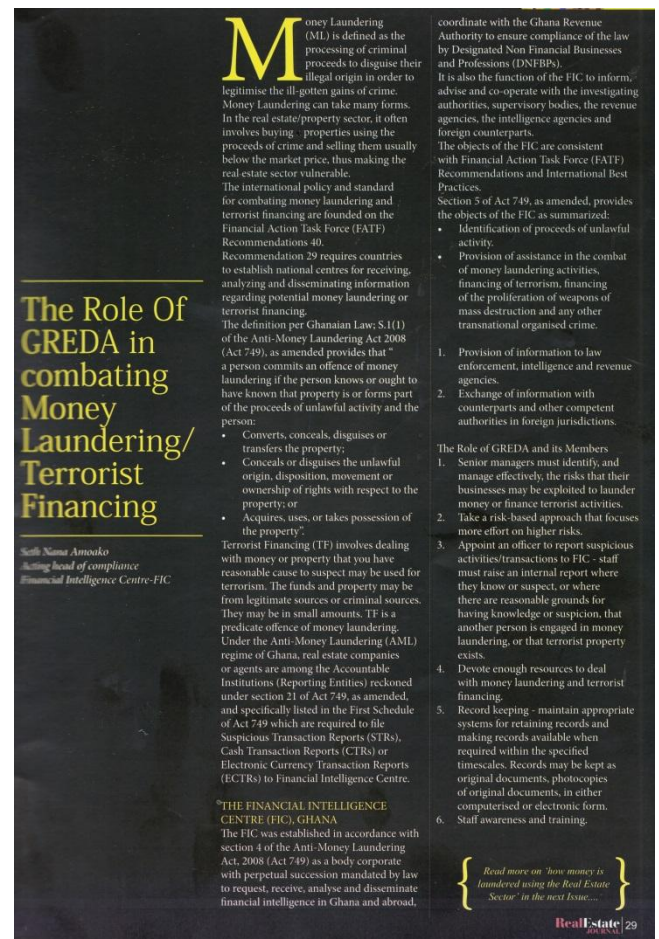 The Role Of
GREDA in
combating
Money
Laundering/
Terrorist
Financing
Seth Nana Amoako
Acting head of compliance
Financial Intelligence Centre-FIC
Money Laundering
(ML) is defined as the
processing of criminal
proceeds to disguise their
illegal origin in order to
legitimise the ill-gotten gains of crime.
Money Laundering can take many forms.
In the real estate/property sector, it often
involves buying properties using the
proceeds of crime and selling them usually
below the market price, thus making the
real-estate sector vulnerable.
The international policy and standard
for combating money laundering and
terrorist financing are founded on the
Financial Action Task Force (FATF)
Recommendations 40.
Recommendation 29 requires countries
to establish national centres for receiving,
analyzing and disseminating information
regarding potential money laundering or
terrorist financing.
The definition per Ghanaian Law; S.1(1)
of the Anti-Money Laundering Act 2008
(Act 749), as amended provides that "
a person commits an offence of money
laundering if the person knows or ought to
have known that property is or forms part
of the proceeds of unlawful activity and the
person:
• Converts, conceals, disguises or
transfers the property;
• Conceals or disguises the unlawful
origin, disposition, movement or
ownership of rights with respect to the
property; or
• Acquires, uses, or takes possession of
the property".
Terrorist Financing (TF) involves dealing
with money or property that you have
reasonable cause to suspect may be used for
terrorism. The funds and property may be
from legitimate sources or criminal sources.
They may be in small amounts. TF is a
predicate offence of money laundering.
Under the Anti-Money Laundering (AML)
regime of Ghana, real estate companies
or agents are among the Accountable
Institutions (Reporting Entities) reckoned
under section 21 of Act 749, as amended,
and specifically listed in the First Schedule
of Act 749 which are required to file
Suspicious Transaction Reports (STRs),
Cash Transaction Reports (CTRs) or
Electronic Currency Transaction Reports
(ECTRs) to Financial Intelligence Centre.
THE FINANCIAL INTELLIGENCE
CENTRE (FIC), GHANA
The FIC was established in accordance with
section 4 of the Anti-Money Laundering
Act, 2008 (Act 749) as a body corporate
with perpetual succession mandated by law
to request, receive, analyse and disseminate
financial intelligence in Ghana and abroad,
coordinate with the Ghana Revenue
Authority to ensure compliance of the law
by Designated Non Financial Businesses
and Professions (DNFBPs).
It is also the function of the FIC to inform,
advise and co-operate with the investigating
authorities, supervisory bodies, the revenue
agencies, the intelligence agencies and
foreign counterparts.
The objects of the FIC are consistent
with Financial Action Task Force (FATF)
Recommendations and International Best
Practices.
Section 5 of Act 749, as amended, provides
the objects of the FIC as summarized:
• Identification of proceeds of unlawful
activity.
• Provision of assistance in the combat
of money laundering activities,
financing of terrorism, financing
of the proliferation of weapons of
mass destruction and any other
transnational organised crime.
1. Provision of information to law
enforcement, intelligence and revenue
agencies.
2. Exchange of information with
counterparts and other competent
authorities in foreign jurisdictions.
The Role of GREDA and its Members
1. Senior managers must identify, and
manage effectively, the risks that their
businesses may be exploited to launder
money or finance terrorist activities.
2. Take a risk-based approach that focuses
more effort on higher risks.
3. Appoint an officer to report suspicious
activities/transactions to FIC - staff
must raise an internal report where
they know or suspect, or where
there are reasonable grounds for
having knowledge or suspicion, that
another person is engaged in money
laundering, or that terrorist property
exists.
4. Devote enough resources to deal
with money laundering and terrorist
financing.
5. Record keeping - maintain appropriate
systems for retaining records and
making records available when
required within the specified
timescales. Records may be kept as
original documents, photocopies
of original documents, in either
computerised or electronic form.
6. Staff awareness and training.
Read more on 'how money is
laundered using the Real Estate
Sector' in the next Issue....
RealEstate 29
JOURNAL